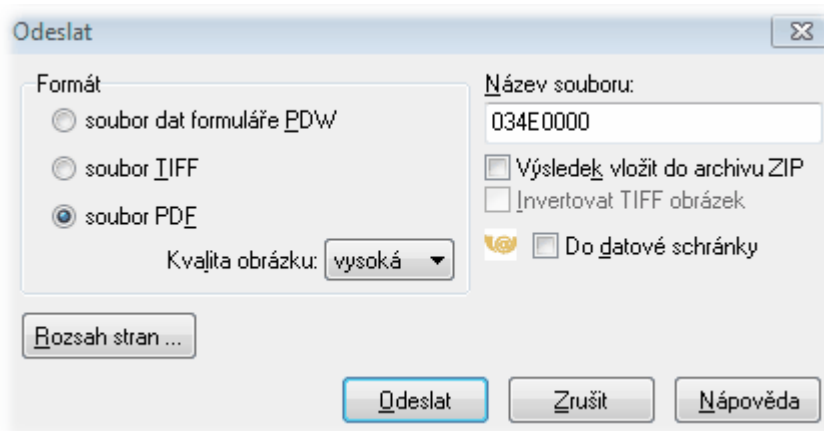 Odeslat
Formát
soubor dat formuláře PDW
soubor TIFF
soubor PDF
Kvalita obrázku: vysoká
Název souboru:
034E0000
Výsledek vložit do archivu ZIP
Invertovat TIFF obrázek
Do datové schránky
Rozsah stran ...
Odeslat Zrušit Nápověda